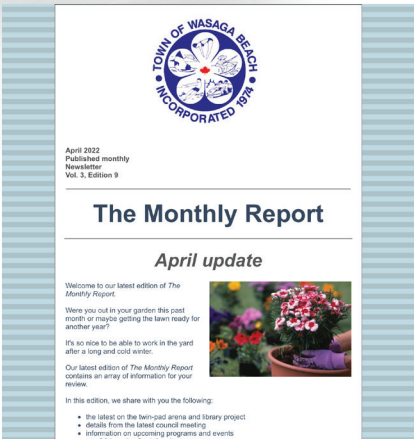 TOWN OF WASAGA BEACH
INCORPORATED 1974
April 2022
Published monthly
Newsletter
Vol. 3, Edition 9
The Monthly Report
April update
Welcome to our latest edition of The
Monthly Report.
Were you out in your garden this past
month or maybe getting the lawn ready for
another year?
It's so nice to be able to work in the yard
after a long and cold winter.
Our latest edition of The Monthly Report
contains an array of information for your
review.
In this edition, we share with you the following:
• the latest on the twin-pad arena and library project
• details from the latest council meeting
• information on upcoming programs and events